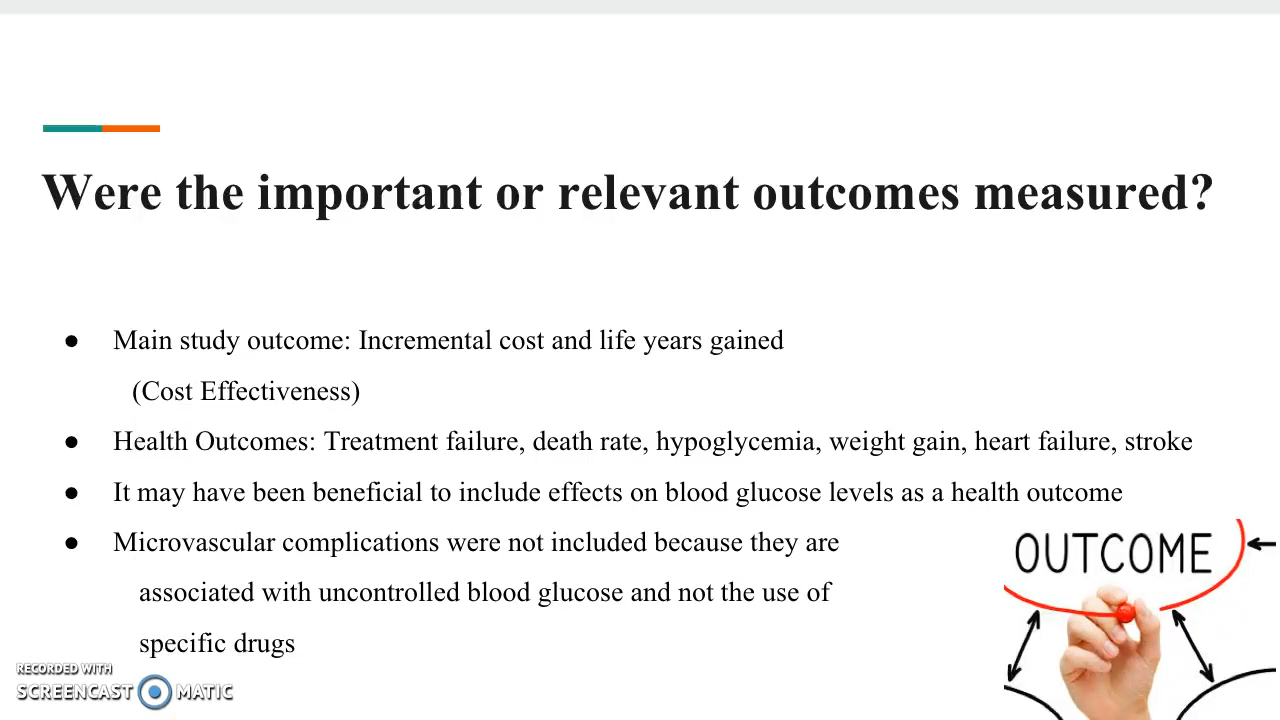 Were the important or relevant outcomes measured?
● Main study outcome: Incremental cost and life years gained
(Cost Effectiveness)
● Health Outcomes: Treatment failure, death rate, hypoglycemia, weight gain, heart failure, stroke
● It may have been beneficial to include effects on blood glucose levels as a health outcome
● Microvascular complications were not included because they are
associated with uncontrolled blood glucose and not the use of
specific drugs
OUTCOME
RECORDED WITH
SCREENCAST MATIC